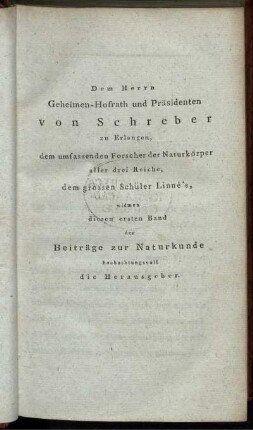 Dem Herrn
Geheimen-Hofrath und Präsidenten
von Schreber
zu Erlangen,
dem umfassenden Forscher der Naturkörper
aller drei Reiche,
dem grossen Schüler Linné's,
widmen
diesen ersten Band
der
Beiträge zur Naturkunde
hochachtungsvoll
die Herausgeber.